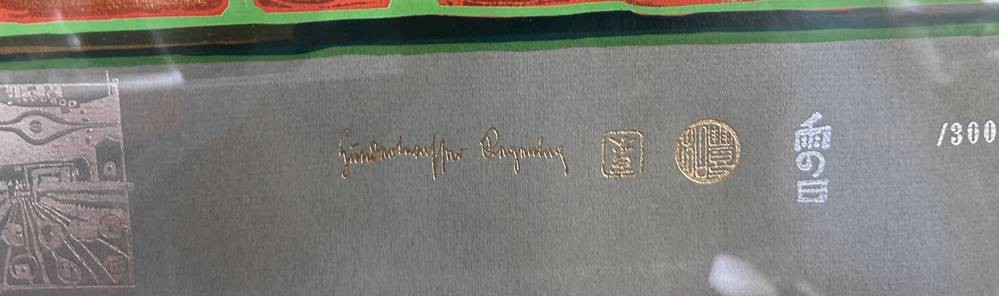 Hundertwasser Regentag
雨の日
/300